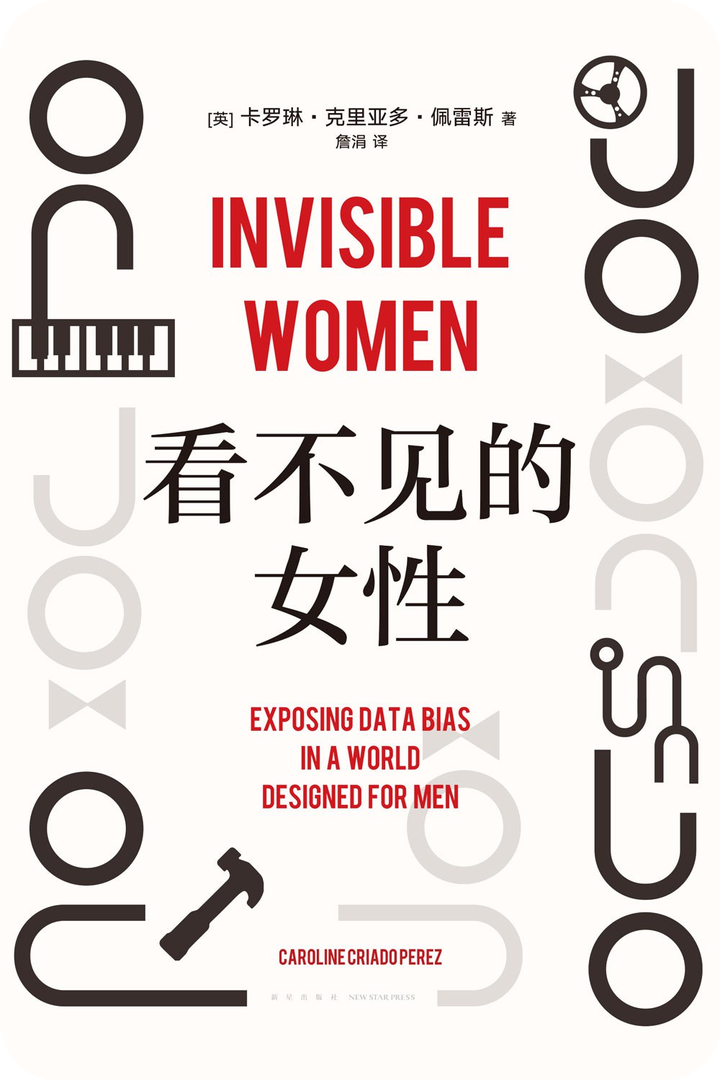 [英] 卡罗琳·克里亚多·佩雷斯 著
詹涓 译
INVISIBLE
WOMEN
看不见的
女性
EXPOSING DATA BIAS
IN A WORLD
DESIGNED FOR MEN
CAROLINE CRIADO PEREZ
新 星 出 版 社 NEW STAR PRESS